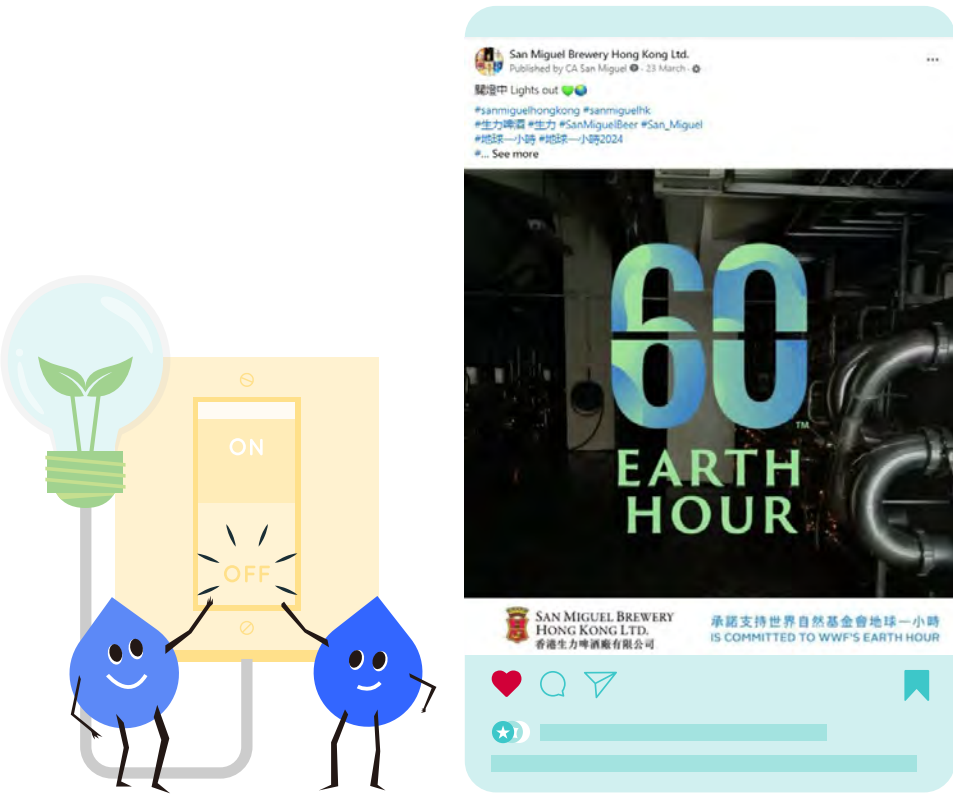 San Miguel Brewery Hong Kong Ltd.
Published by CA San Miguel · 23 March ·
關燈中 Lights out
#sanmiguelhongkong #sanmiguelhk
#生力啤酒 #生力 #SanMiguelBeer #San_Miguel
#地球一小時 #地球一小時2024
#... See more
60
TM
EARTH
HOUR
SAN MIGUEL BREWERY
HONG KONG LTD.
香港生力啤酒廠有限公司
承諾支持世界自然基金會地球一小時
IS COMMITTED TO WWF'S EARTH HOUR
ON
OFF